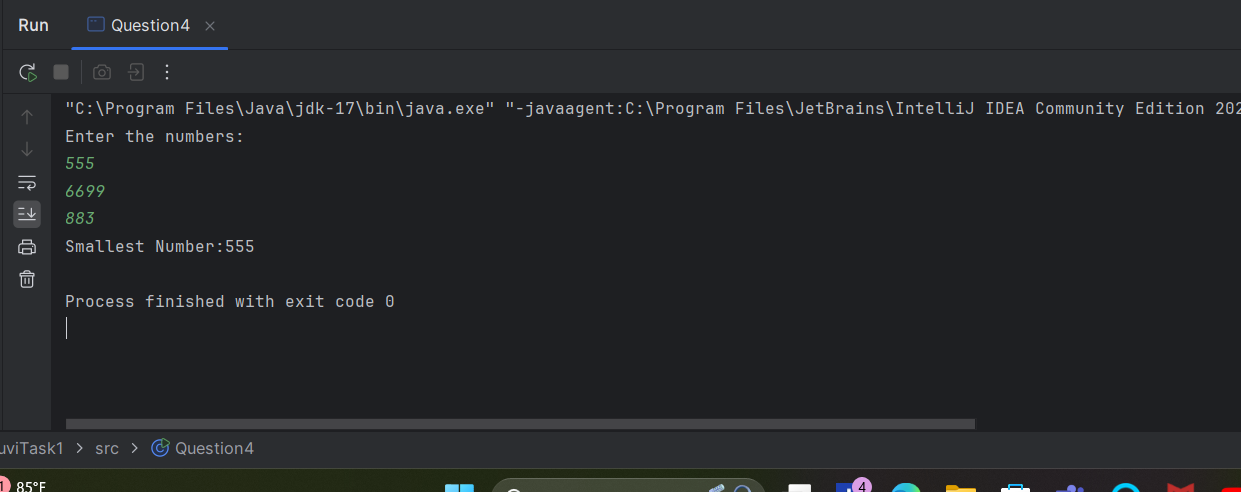 Run Question4
"C:\Program Files\Java\jdk-17\bin\java.exe" "-javaagent:C:\Program Files\JetBrains\IntelliJ IDEA Community Edition 202
Enter the numbers:
555
6699
883
Smallest Number:555
Process finished with exit code 0
uviTask1 > src > Question4
1 85°F 4